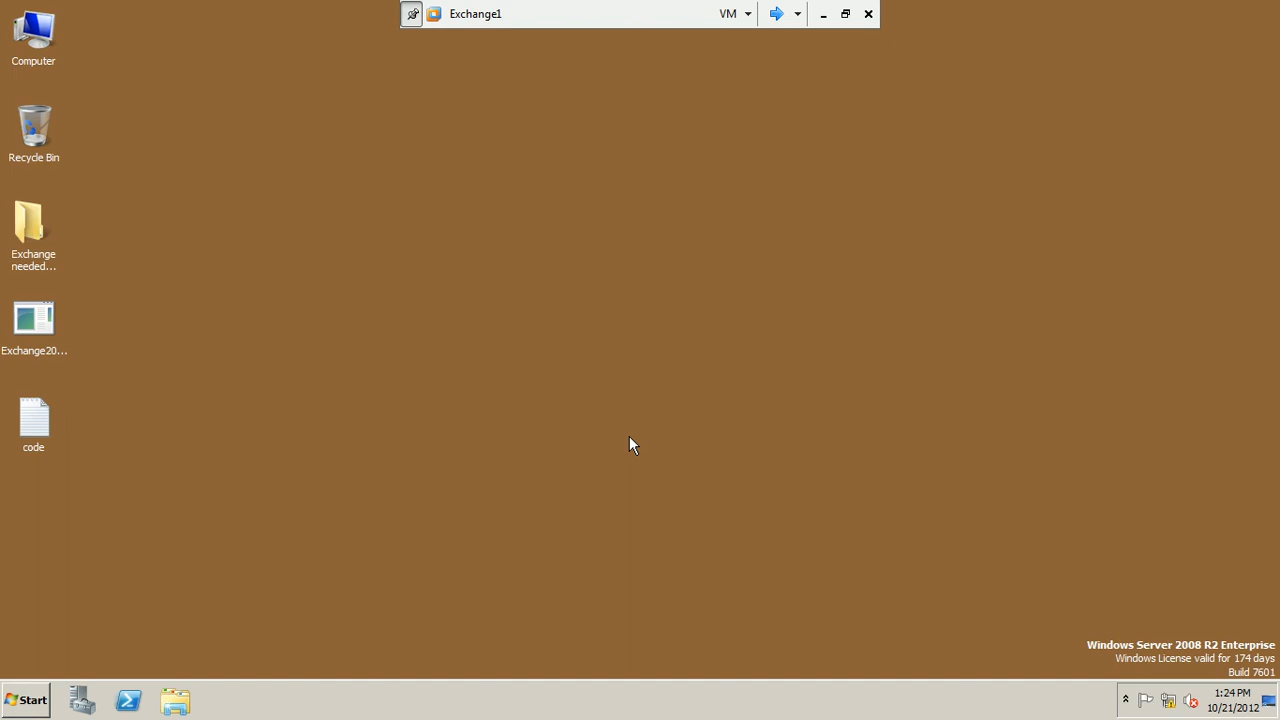 Exchange1
VM
Computer
Recycle Bin
Exchange
needed...
Exchange20...
code
Windows Server 2008 R2 Enterprise
Windows License valid for 174 days
Build 7601
Start
1:24 PM
10/21/2012